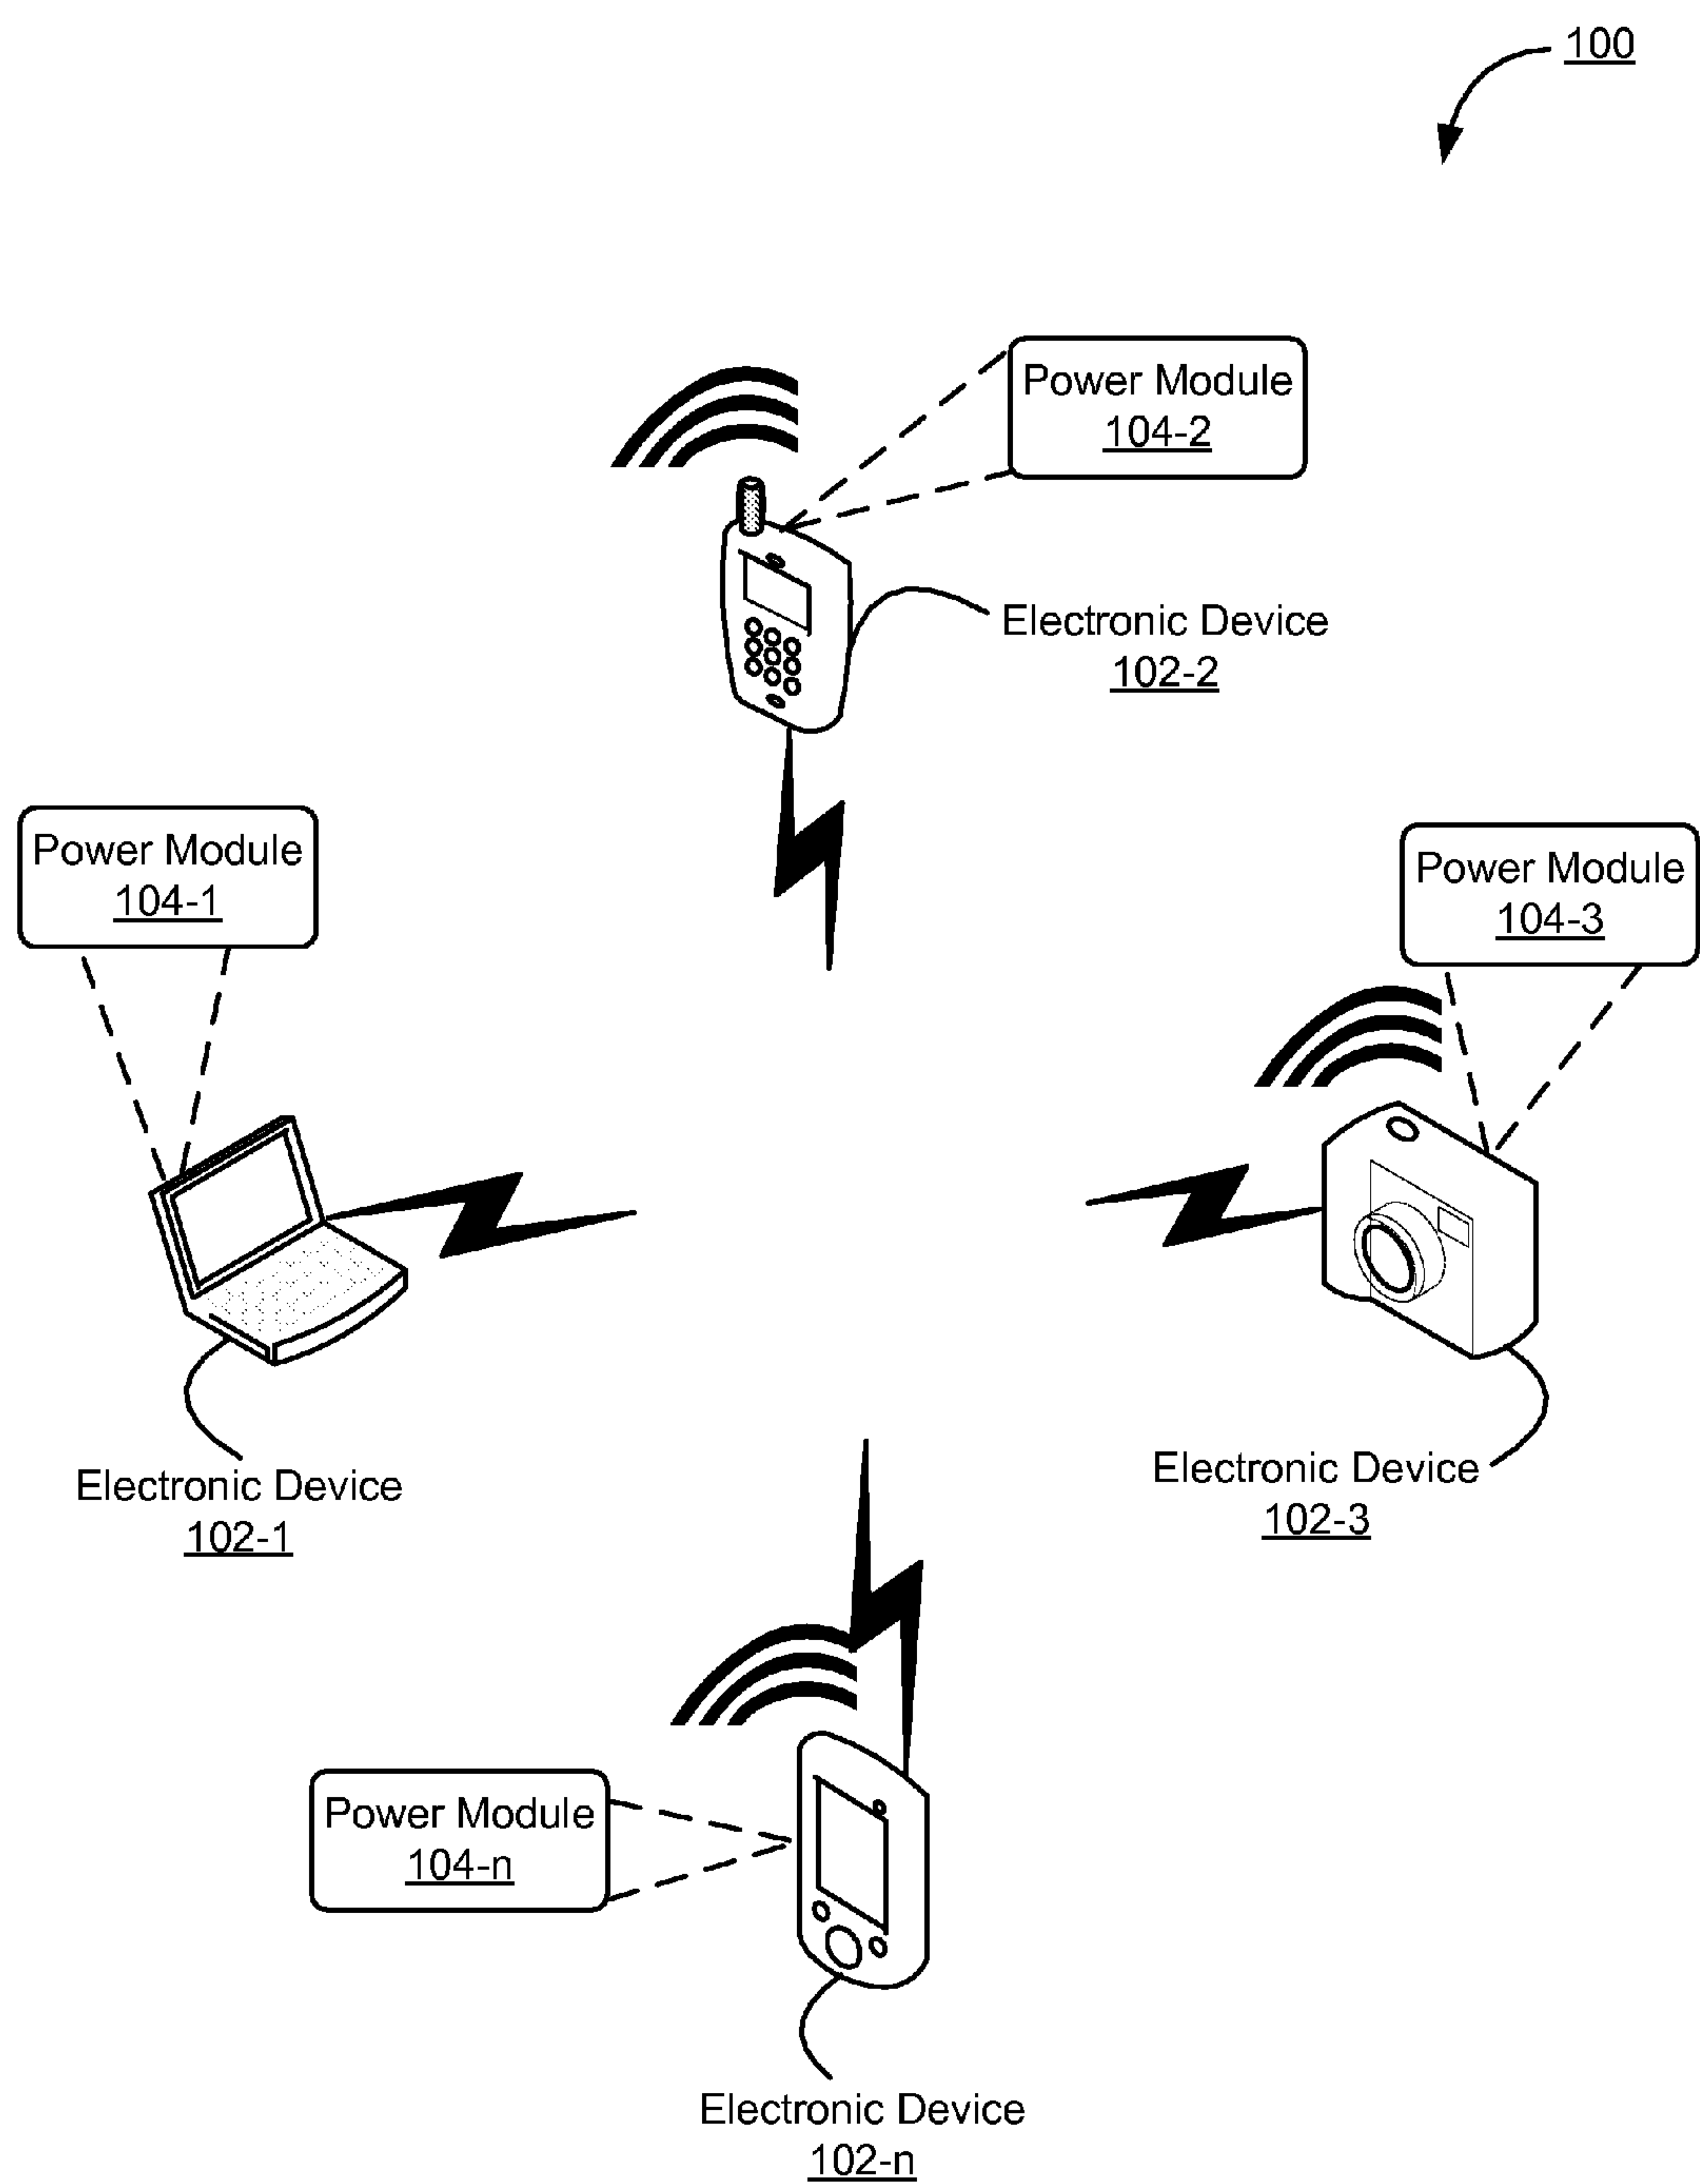 100
Power Module
104-2
Electronic Device
102-2
Power Module
104-1
Power Module
104-3
Electronic Device
102-1
Electronic Device
102-3
Power Module
104-n
Electronic Device
102-n